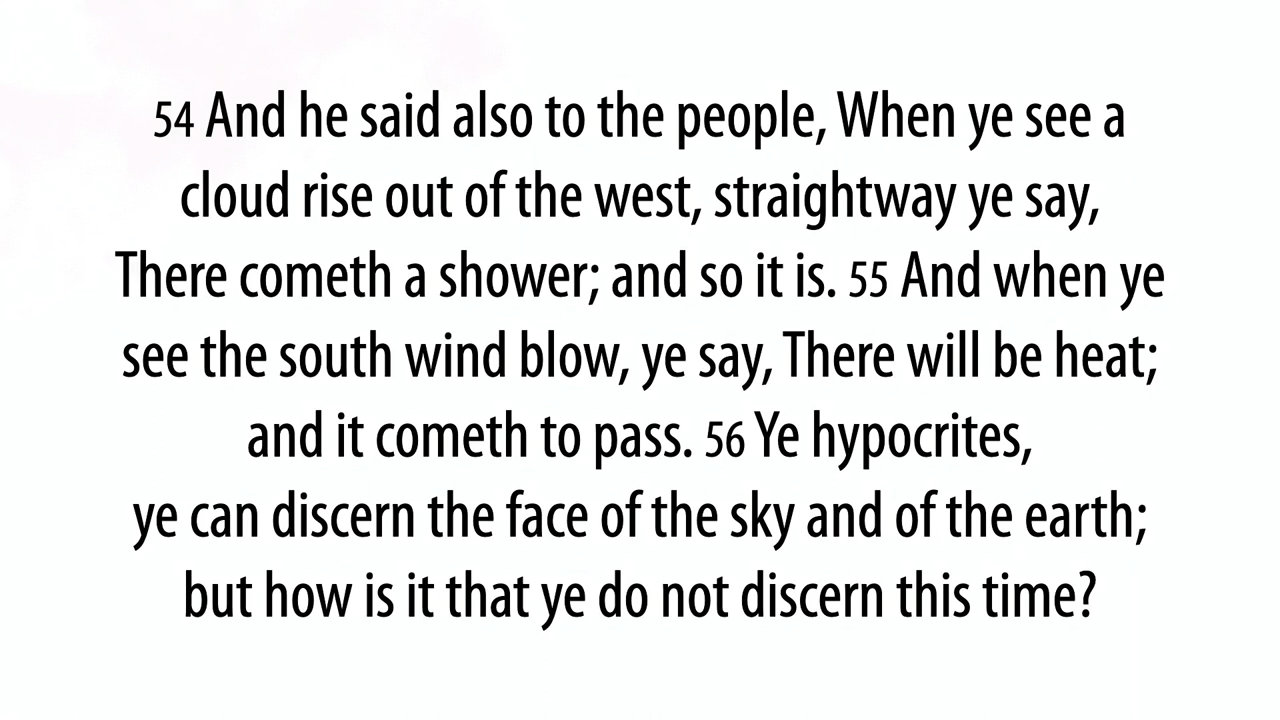 54 And he said also to the people, When ye see a
cloud rise out of the west, straightway ye say,
There cometh a shower; and so it is. 55 And when ye
see the south wind blow, ye say, There will be heat;
and it cometh to pass. 56 Ye hypocrites,
ye can discern the face of the sky and of the earth;
but how is it that ye do not discern this time?